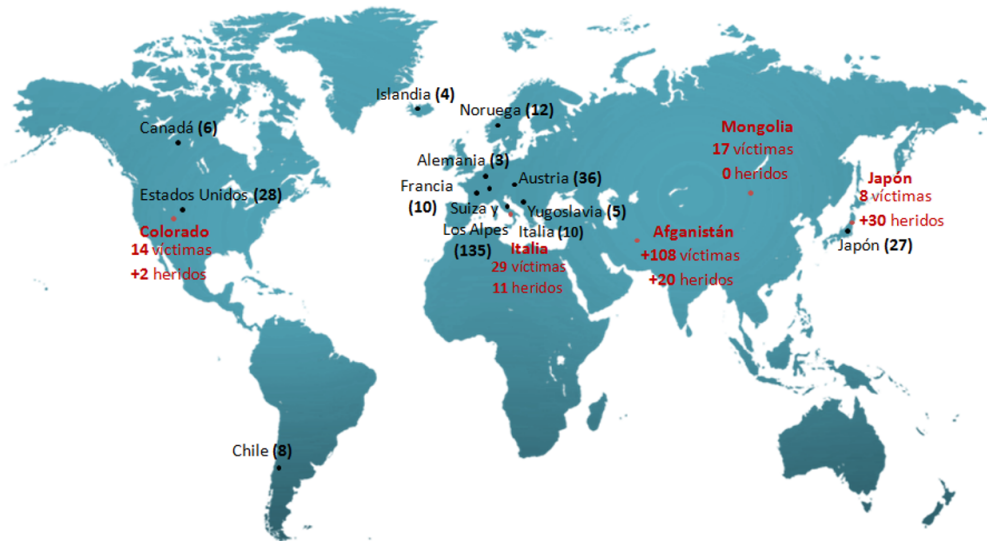 Islandia (4)
Noruega (12)
Canadá (6)
Mongolia
17 víctimas
0 heridos
Alemania (3)
Francia
(10)
Austria (36)
Japón
8 víctimas
+30 heridos
Japón (27)
Estados Unidos (28)
Colorado
14 víctimas
+2 heridos
Suiza y
Los Alpes
(135)
Yugoslavia (5)
Italia (10)
Italia
29 víctimas
11 heridos
Afganistán
+108 víctimas
+20 heridos
Chile (8)